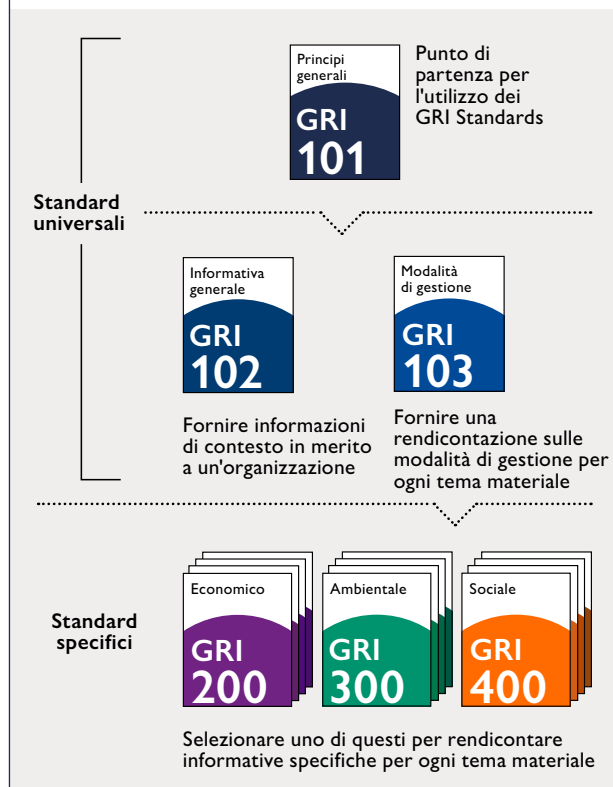 Principi
generali
GRI
101
Punto di
partenza per
l'utilizzo dei
GRI Standards
Standard
universali
Informativa
generale
GRI
102
Modalità
di gestione
GRI
103
Fornire informazioni
di contesto in merito
a un'organizzazione
Fornire una
rendicontazione sulle
modalità di gestione per
ogni tema materiale
Standard
specifici
Economico
GRI
200
Ambientale
GRI
300
Sociale
GRI
400
Selezionare uno di questi per rendicontare
informative specifiche per ogni tema materiale